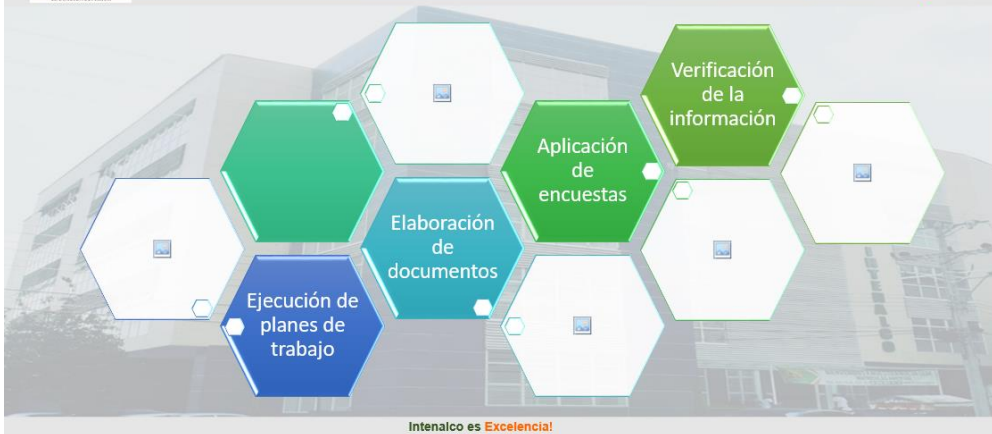 Verificación
de la
información
Aplicación
de
encuestas
Elaboración
de
documentos
Ejecución de
planes de
trabajo
Intenalco es Excelencia!